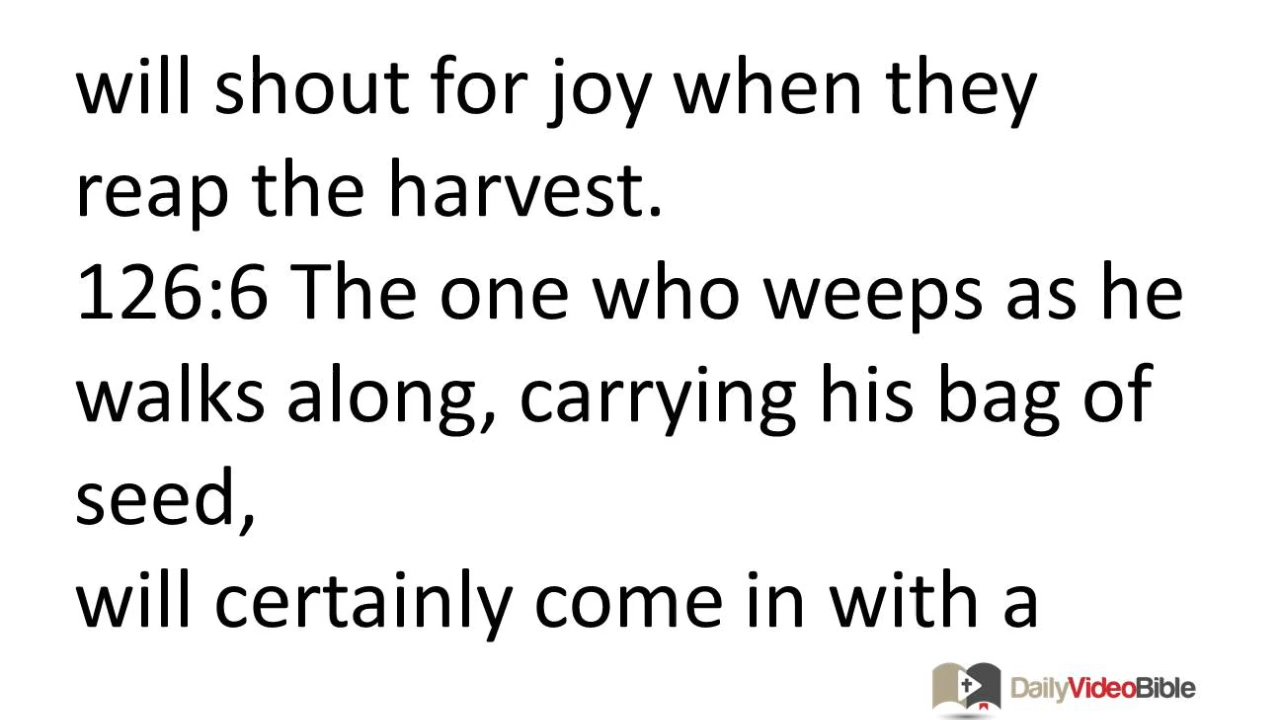 will shout for joy when they
reap the harvest.
126:6 The one who weeps as he
walks along, carrying his bag of
seed,
will certainly come in with a
DailyVideoBible